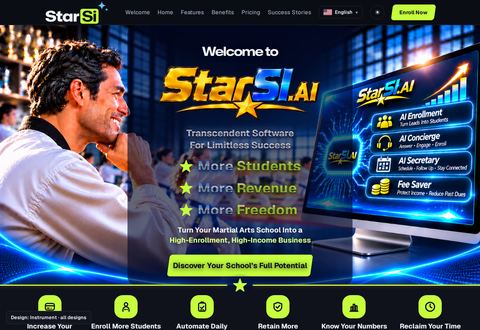 StarSi
Welcome Home Features Benefits Pricing Success Stories
English
Enroll Now
Welcome to
StarSI.AI
Transcendent Software
For Limitless Success
More Students
More Revenue
More Freedom
Turn Your Martial Arts School Into a
High-Enrollment, High-Income Business
Discover Your School's Full Potential
StarSI.AI
StarSI.AI
AI Enrollment
Turn Leads Into Students
AI Concierge
Answer • Engage • Enroll
AI Secretary
Schedule • Follow Up • Stay Connected
Fee Saver
Protect Income • Reduce Past Dues
Design: Instrument · all designs
Increase Your
Enroll More Students
Automate Daily
Retain More
Know Your Numbers
Reclaim Your Time